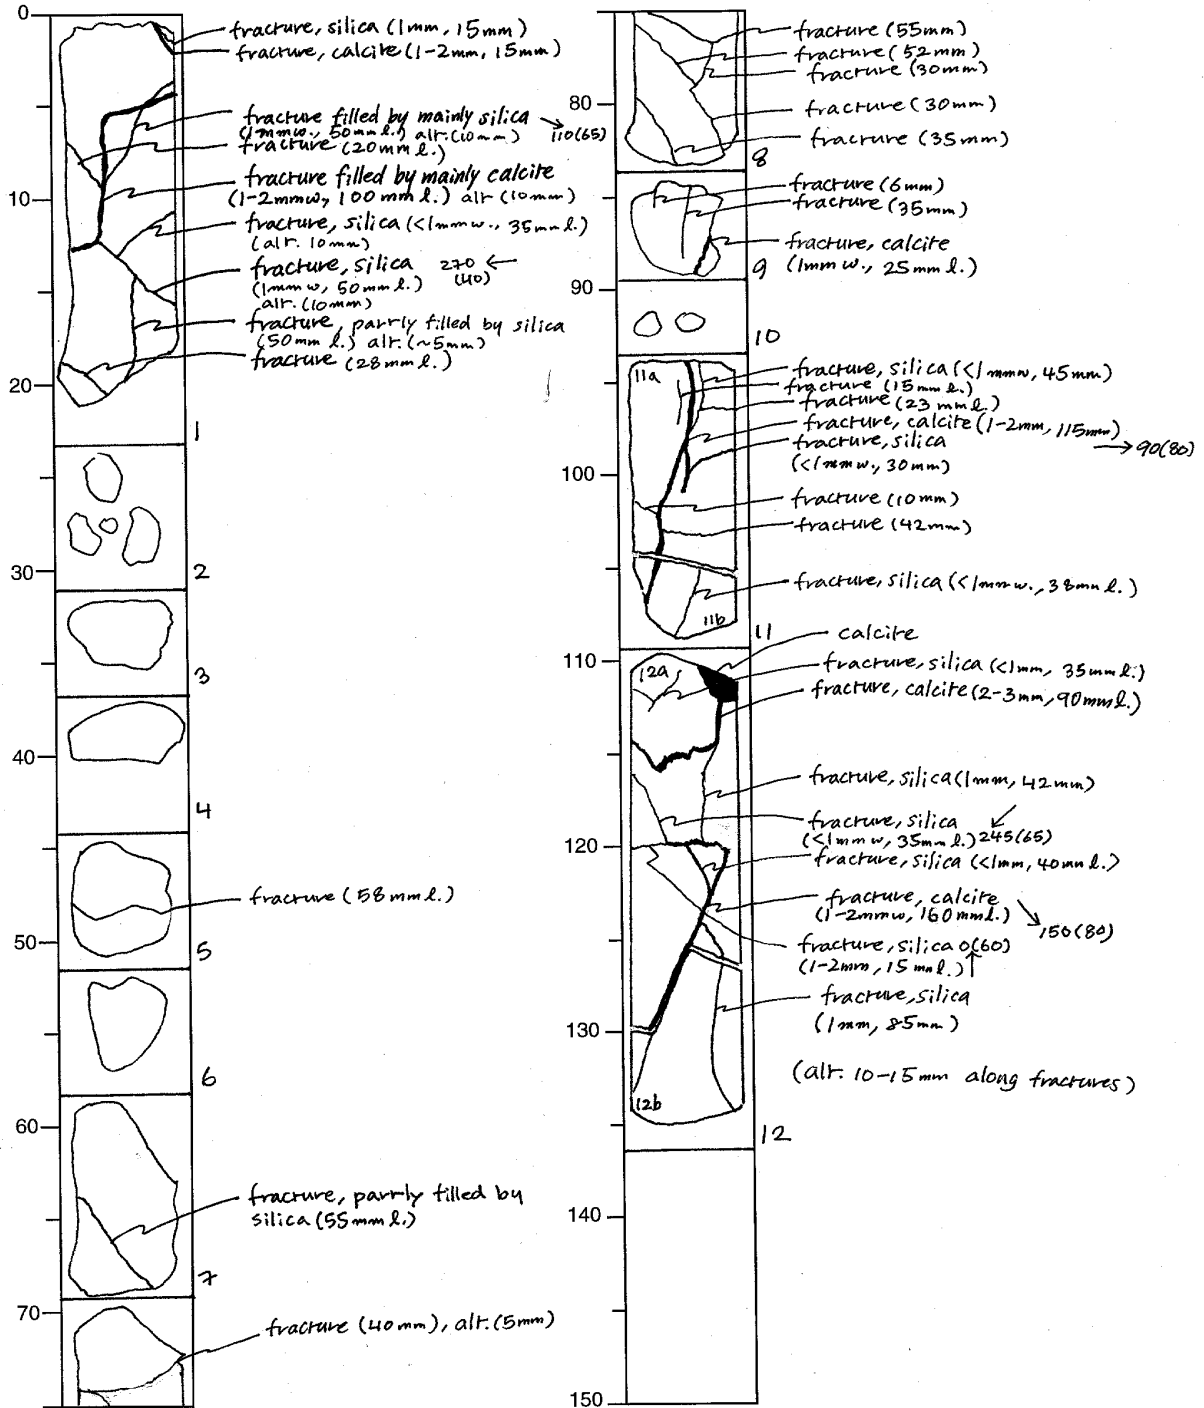 0
fracture, silica (1mm, 15mm)
fracture, calcite (1-2mm, 15mm)
fracture filled by mainly silica
(1mmw., 50mm l.) alt. (10mm) → 110(65)
fracture (20mm l.)
fracture filled by mainly calcite
10
(1-2mmw, 100mm l.) alt (10mm)
fracture, silica (<1mmw., 35mm l.)
(alt. 10mm)
fracture, silica 270 ←
(1mm w, 50mm l.) (40)
alt. (10mm)
fracture, parrly filled by silica
(50mm l.) alt. (~5mm)
fracture (28mm l.)
20
1
30
2
3
40
4
fracture (58mm l.)
50
5
6
60
fracture, parrly filled by
silica (55mm l.)
7
70
fracture (40mm), alt. (5mm)
fracture (55mm)
fracture (52mm)
fracture (30mm)
80
fracture (30mm)
fracture (35mm)
8
fracture (6mm)
fracture (35mm)
fracture, calcite
(1mm w., 25mm l.)
9
90
10
11a
fracture, silica (<1mmw, 45mm)
fracture (15mm l.)
fracture (23mm l.)
fracture, calcite (1-2mm, 115mm)
fracture, silica → 90(80)
(<1mmw., 30mm)
100
fracture (10mm)
fracture (42mm)
fracture, silica (<1mmw., 38mm l.)
11b
11
calcite
110
12a
fracture, silica (<1mm, 35mm l.)
fracture, calcite (2-3mm, 90mm l.)
fracture, silica (1mm, 42mm)
fracture, silica ↙
(<1mmw, 35mm l.) 245(65)
120
fracture, silica (<1mm, 40mm l.)
fracture, calcite
(1-2mmw, 160mm l.) ↘ 150(80)
fracture, silica 0(60)
(1-2mm, 15mm l.) ↑
fracture, silica
(1mm, 85mm)
130
(alt. 10-15mm along fractures)
12b
12
140
150